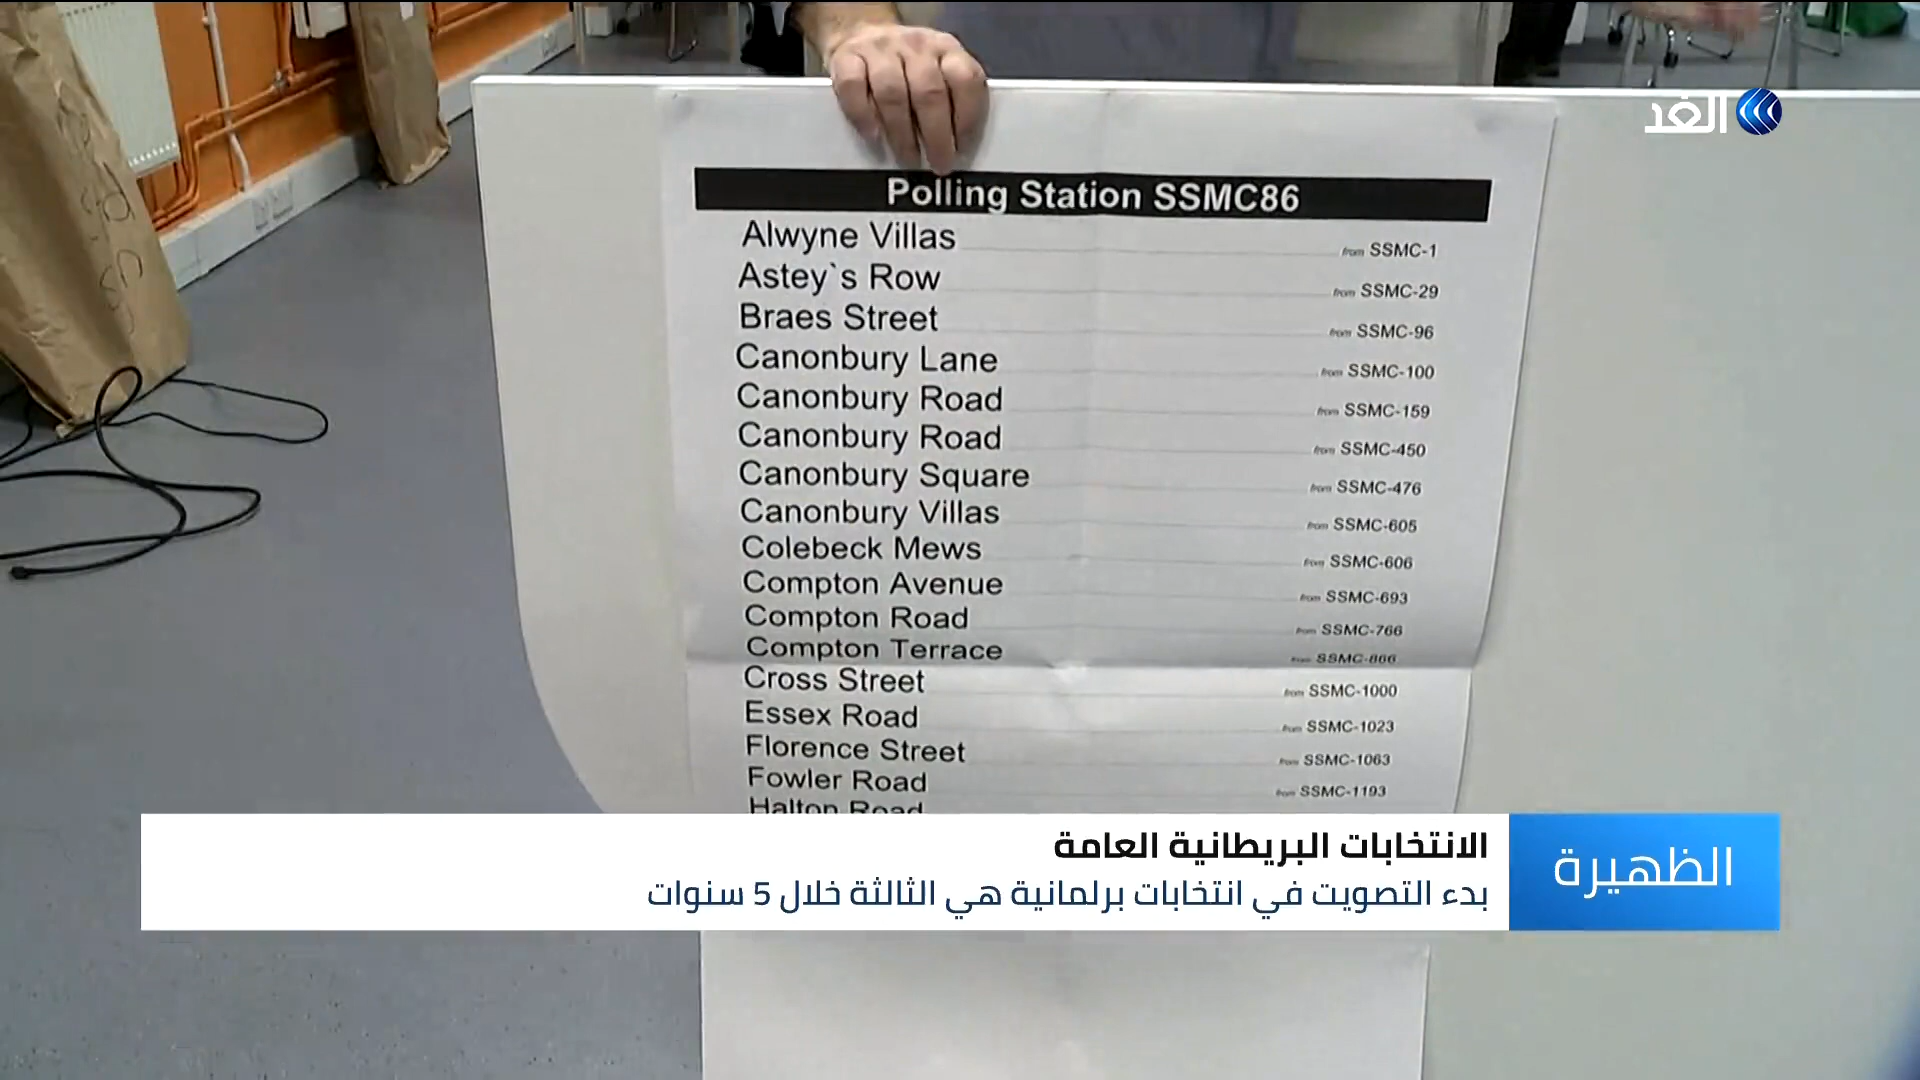 الغد
Polling Station SSMC86
Alwyne Villas from SSMC-1
Astey`s Row from SSMC-29
Braes Street from SSMC-96
Canonbury Lane from SSMC-100
Canonbury Road from SSMC-159
Canonbury Road from SSMC-450
Canonbury Square from SSMC-476
Canonbury Villas from SSMC-605
Colebeck Mews from SSMC-606
Compton Avenue from SSMC-693
Compton Road from SSMC-766
Compton Terrace from SSMC-866
Cross Street from SSMC-1000
Essex Road from SSMC-1023
Florence Street from SSMC-1063
Fowler Road from SSMC-1193
Halton Road
الظهيرة
الانتخابات البريطانية العامة
بدء التصويت في انتخابات برلمانية هي الثالثة خلال 5 سنوات